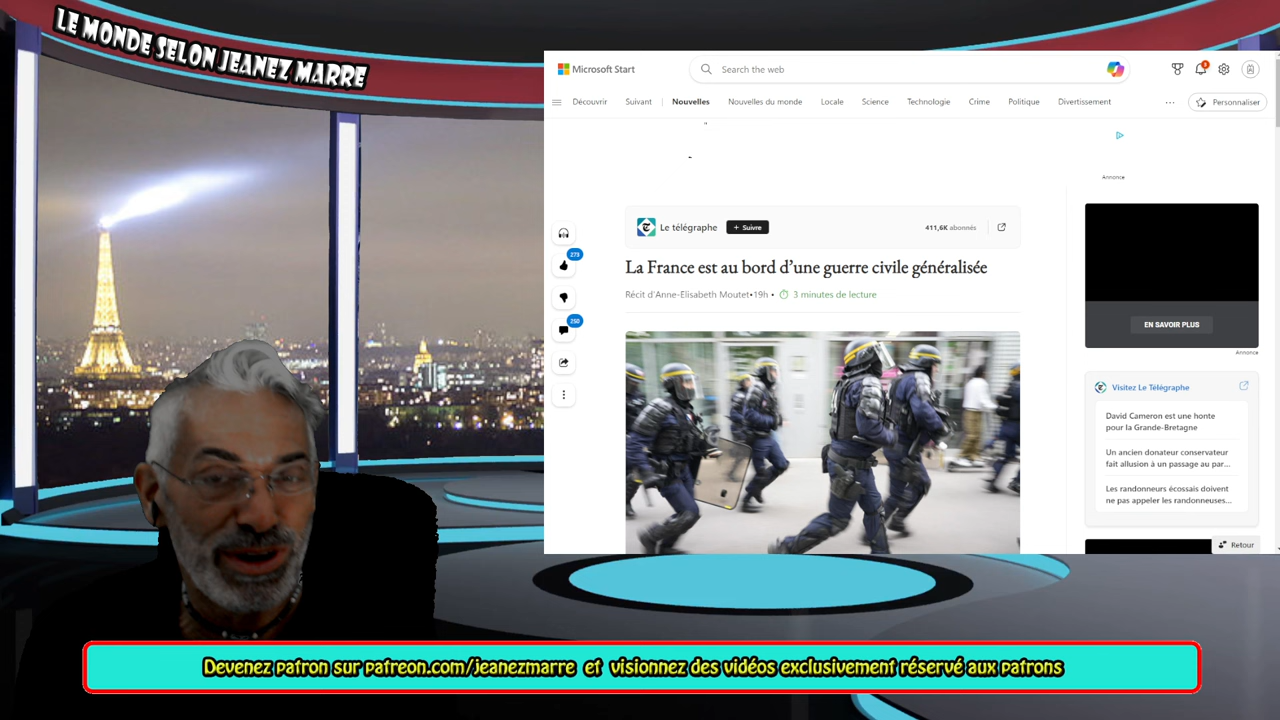 LE MONDE SELON JEANEZ MARRE
Microsoft Start
Search the web
3
Découvrir
Suivant
Nouvelles
Nouvelles du monde
Locale
Science
Technologie
Crime
Politique
Divertissement
...
Personnaliser
Annonce
Le télégraphe
+ Suivre
411,6K abonnés
La France est au bord d’une guerre civile généralisée
Récit d'Anne-Elisabeth Moutet•19h •
3 minutes de lecture
273
250
EN SAVOIR PLUS
Annonce
Visitez Le Télégraphe
David Cameron est une honte
pour la Grande-Bretagne
Un ancien donateur conservateur
fait allusion à un passage au par...
Les randonneurs écossais doivent
ne pas appeler les randonneuses...
Retour
Devenez patron sur patreon.com/jeanezmarre et visionnez des vidéos exclusivement réservé aux patrons